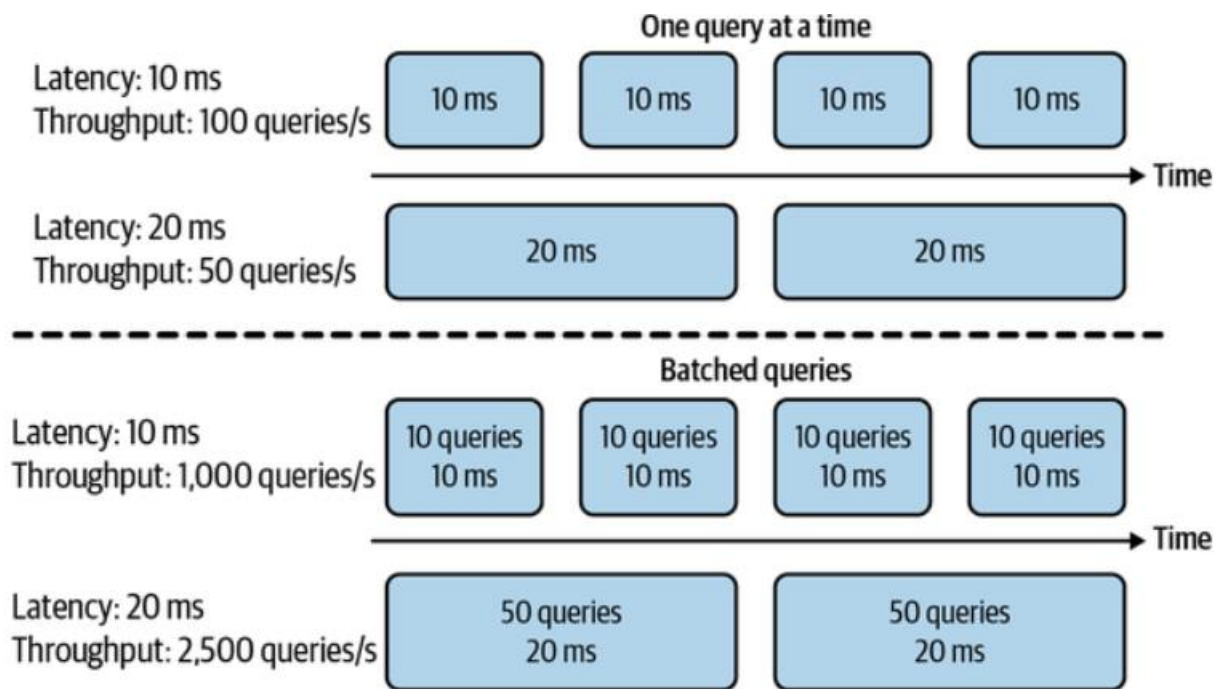 One query at a time
Latency: 10 ms
Throughput: 100 queries/s
10 ms
10 ms
10 ms
10 ms
Time
Latency: 20 ms
Throughput: 50 queries/s
20 ms
20 ms
Batched queries
Latency: 10 ms
Throughput: 1,000 queries/s
10 queries
10 ms
10 queries
10 ms
10 queries
10 ms
10 queries
10 ms
Time
Latency: 20 ms
Throughput: 2,500 queries/s
50 queries
20 ms
50 queries
20 ms